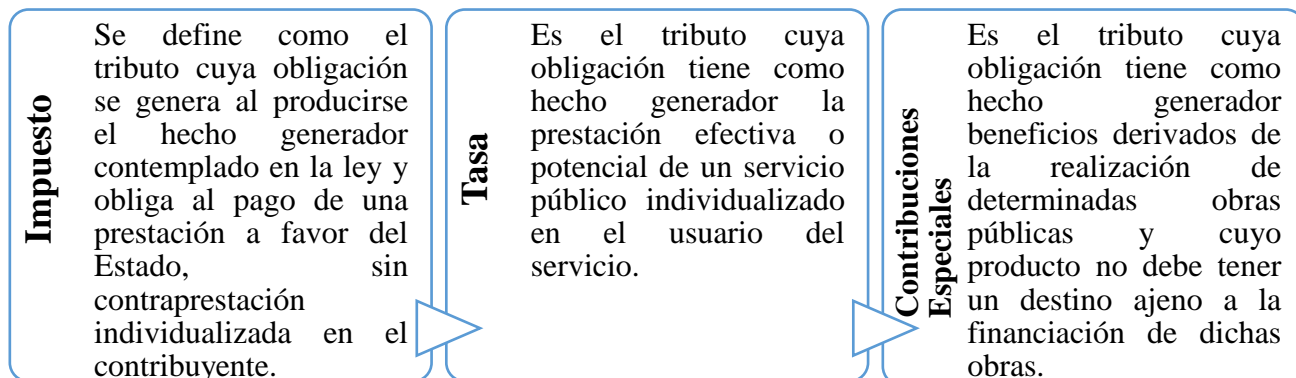 Impuesto
Se define como el
tributo cuya obligación
se genera al producirse
el hecho generador
contemplado en la ley y
obliga al pago de una
prestación a favor del
Estado, sin
contraprestación
individualizada en el
contribuyente.
Tasa
Es el tributo cuya
obligación tiene como
hecho generador la
prestación efectiva o
potencial de un servicio
público individualizado
en el usuario del
servicio.
Contribuciones
Especiales
Es el tributo cuya
obligación tiene como
hecho generador
beneficios derivados de
la realización de
determinadas obras
públicas y cuyo
producto no debe tener
un destino ajeno a la
financiación de dichas
obras.